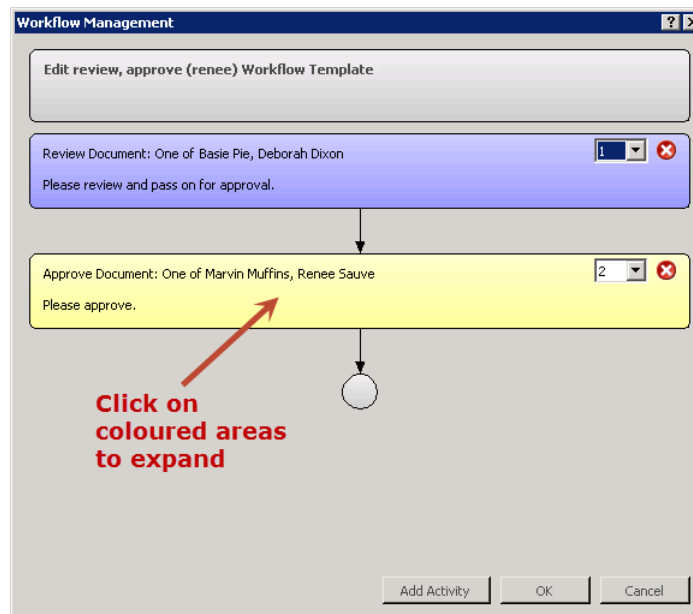 Workflow Management
Edit review, approve (renee) Workflow Template
Review Document: One of Basie Pie, Deborah Dixon
1
Please review and pass on for approval.
Approve Document: One of Marvin Muffins, Renee Sauve
2
Please approve.
Click on
coloured areas
to expand
Add Activity
OK
Cancel